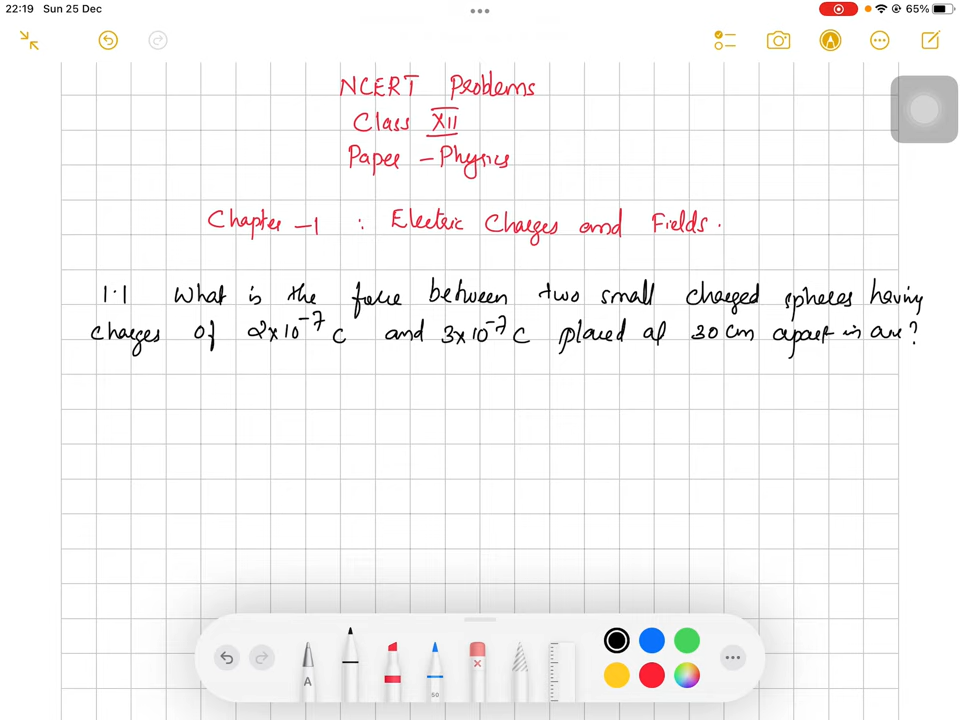 22:19 Sun 25 Dec
65%
NCERT Problems
Class XII
Paper - Physics
Chapter - 1 : Electric Charges and Fields.
1.1 What is the force between two small charged spheres having
charges of 2x10⁻⁷ C and 3x10⁻⁷ C placed at 30 cm apart in air?
A
50